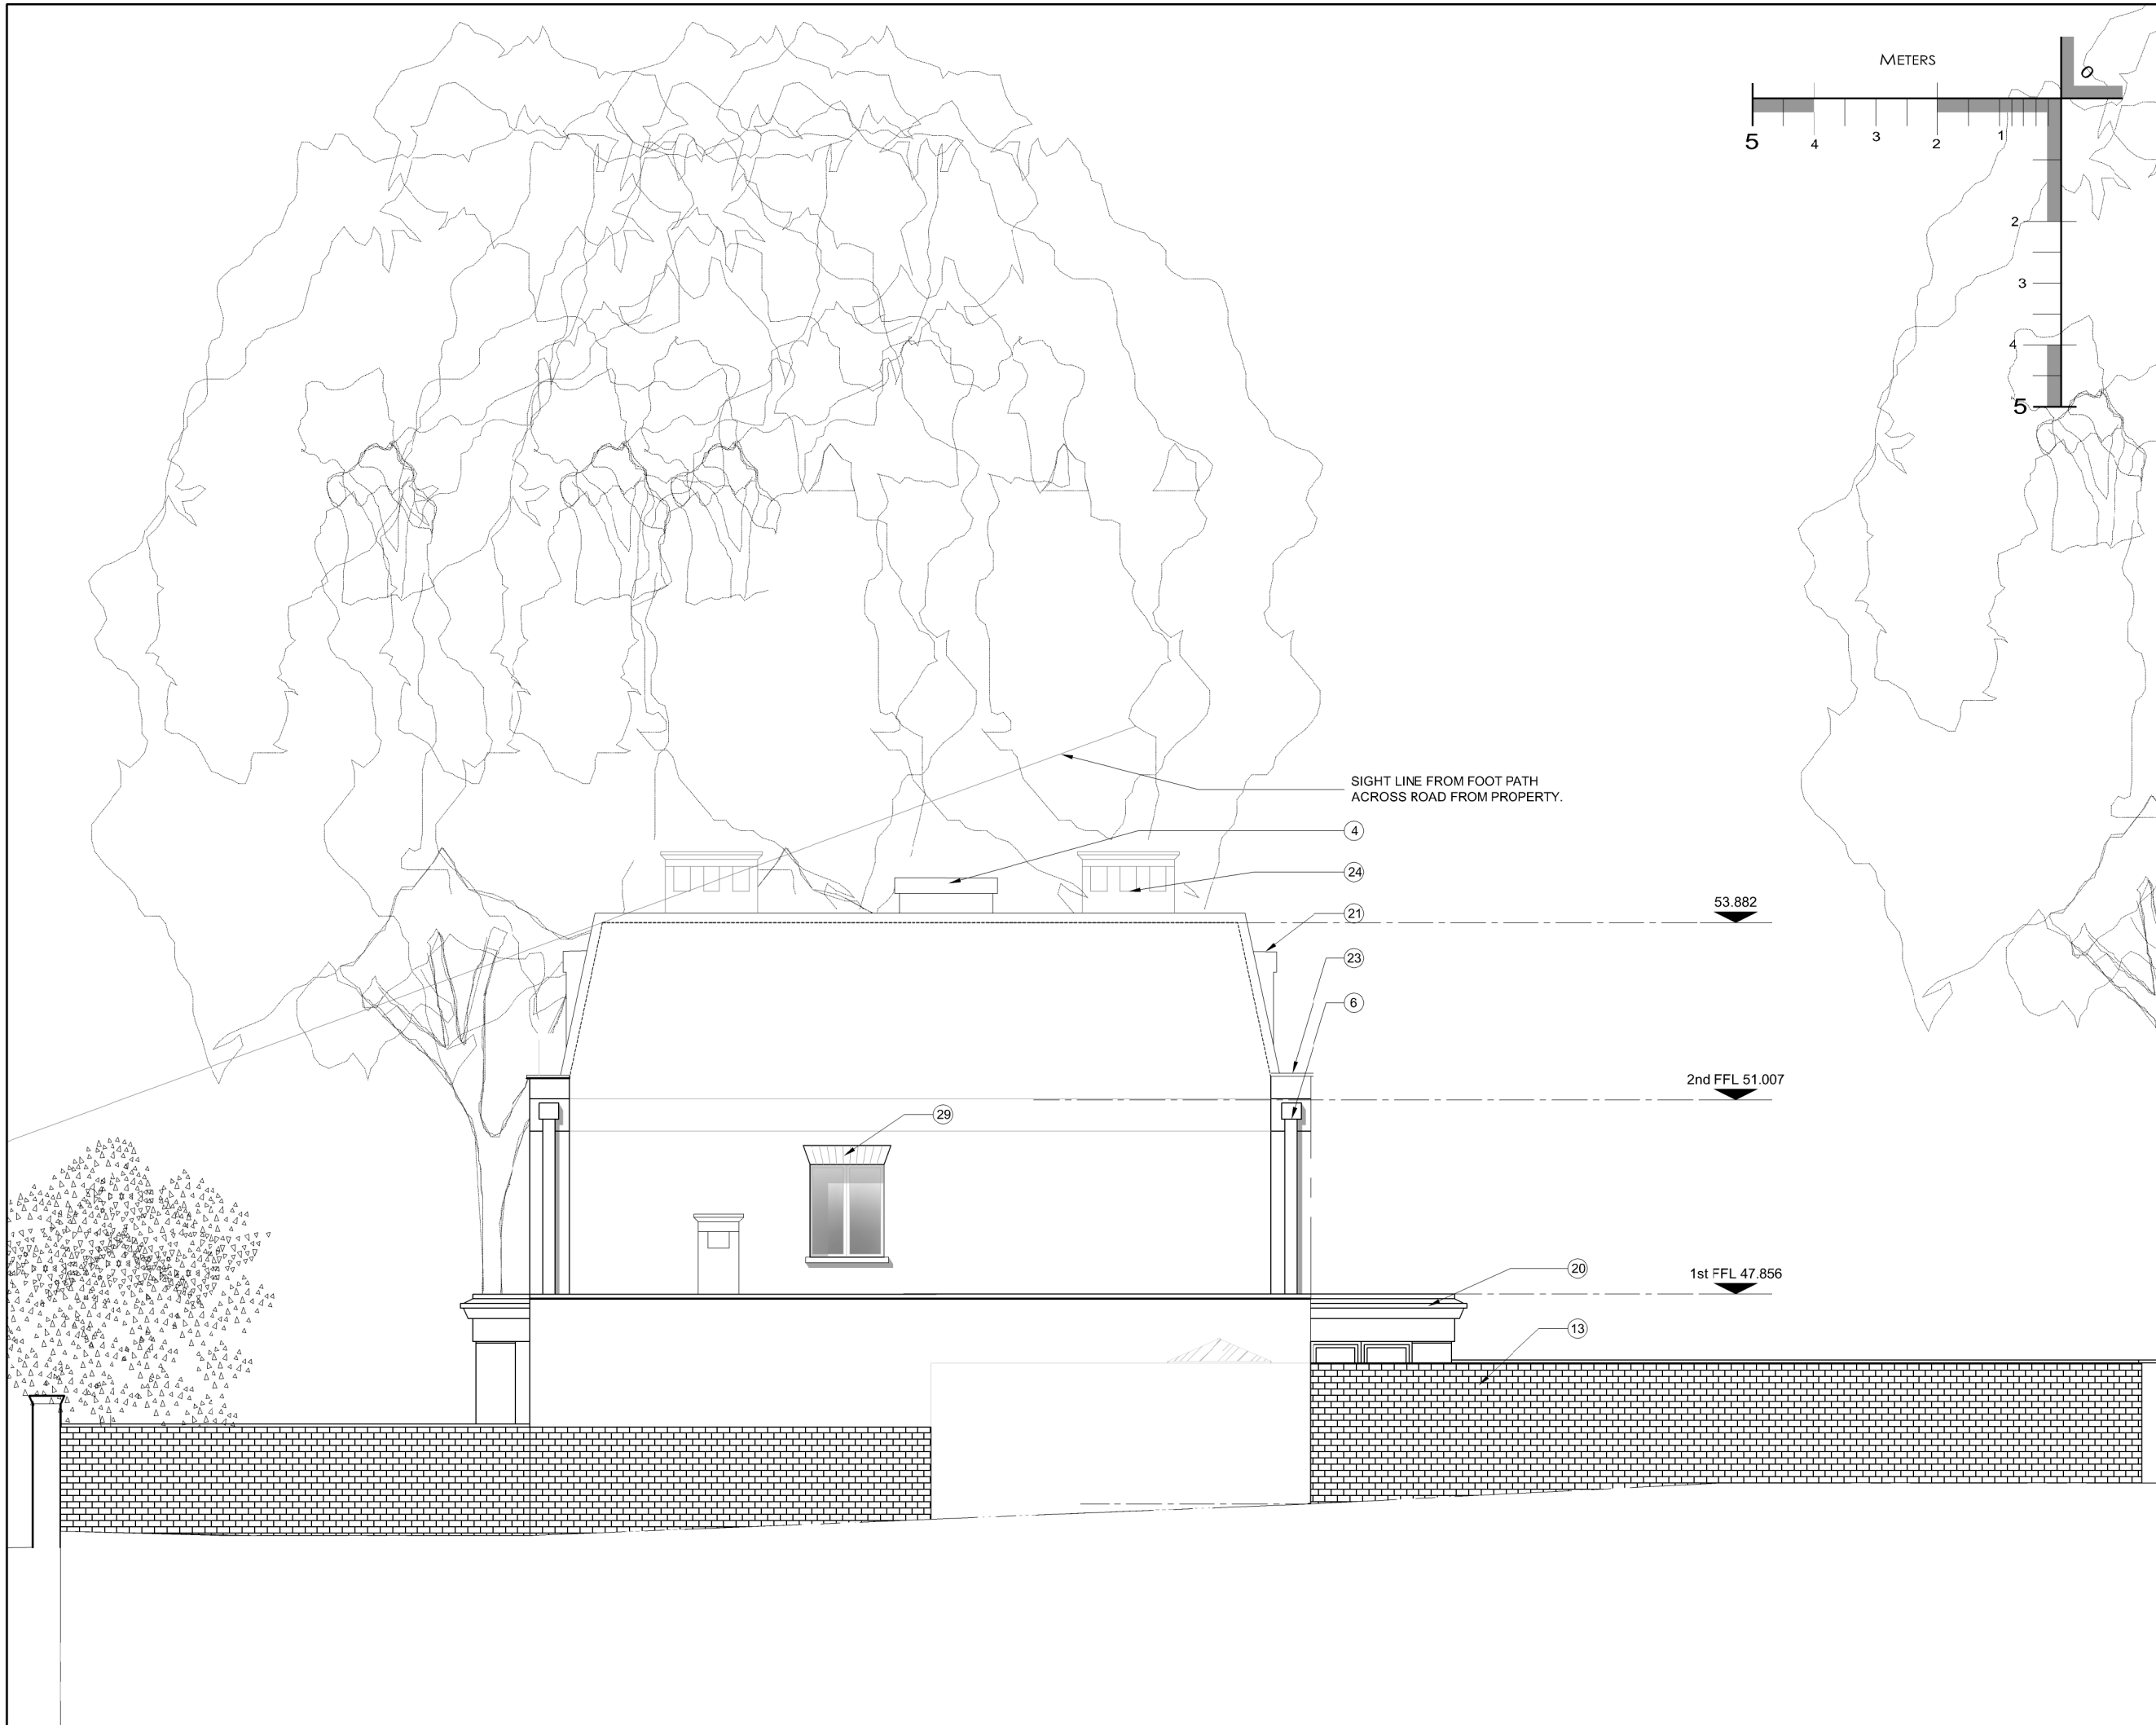 METERS
0
5 4 3 2 1
2
3
4
5
SIGHT LINE FROM FOOT PATH
ACROSS ROAD FROM PROPERTY.
4
24
21
53.882
23
6
2nd FFL 51.007
29
20
1st FFL 47.856
13